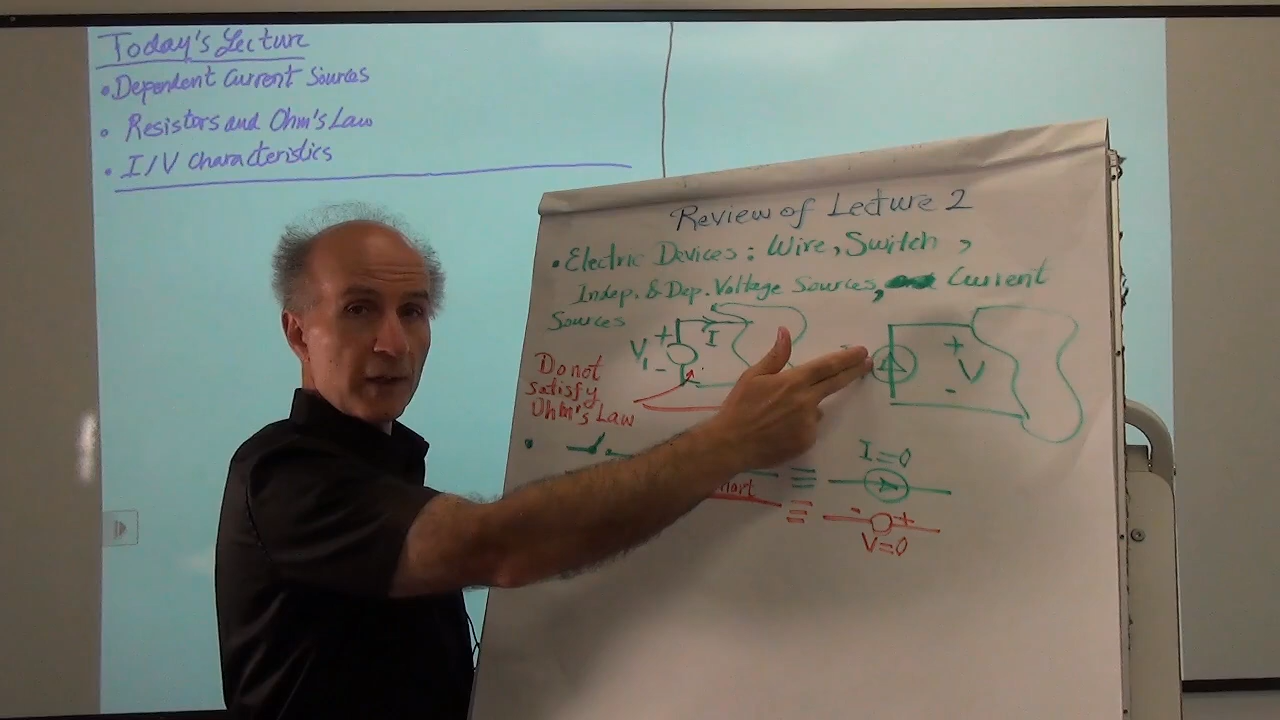 Today's Lecture
• Dependent Current Sources
• Resistors and Ohm's Law
• I/V Characteristics
Review of Lecture 2
• Electric Devices: Wire, Switch,
Indep. & Dep. Voltage Sources, Current
Sources
+ I
V1
-
Do not
satisfy
Ohm's Law
+
V
-
•
I=0
≡
≡
- +
V=0